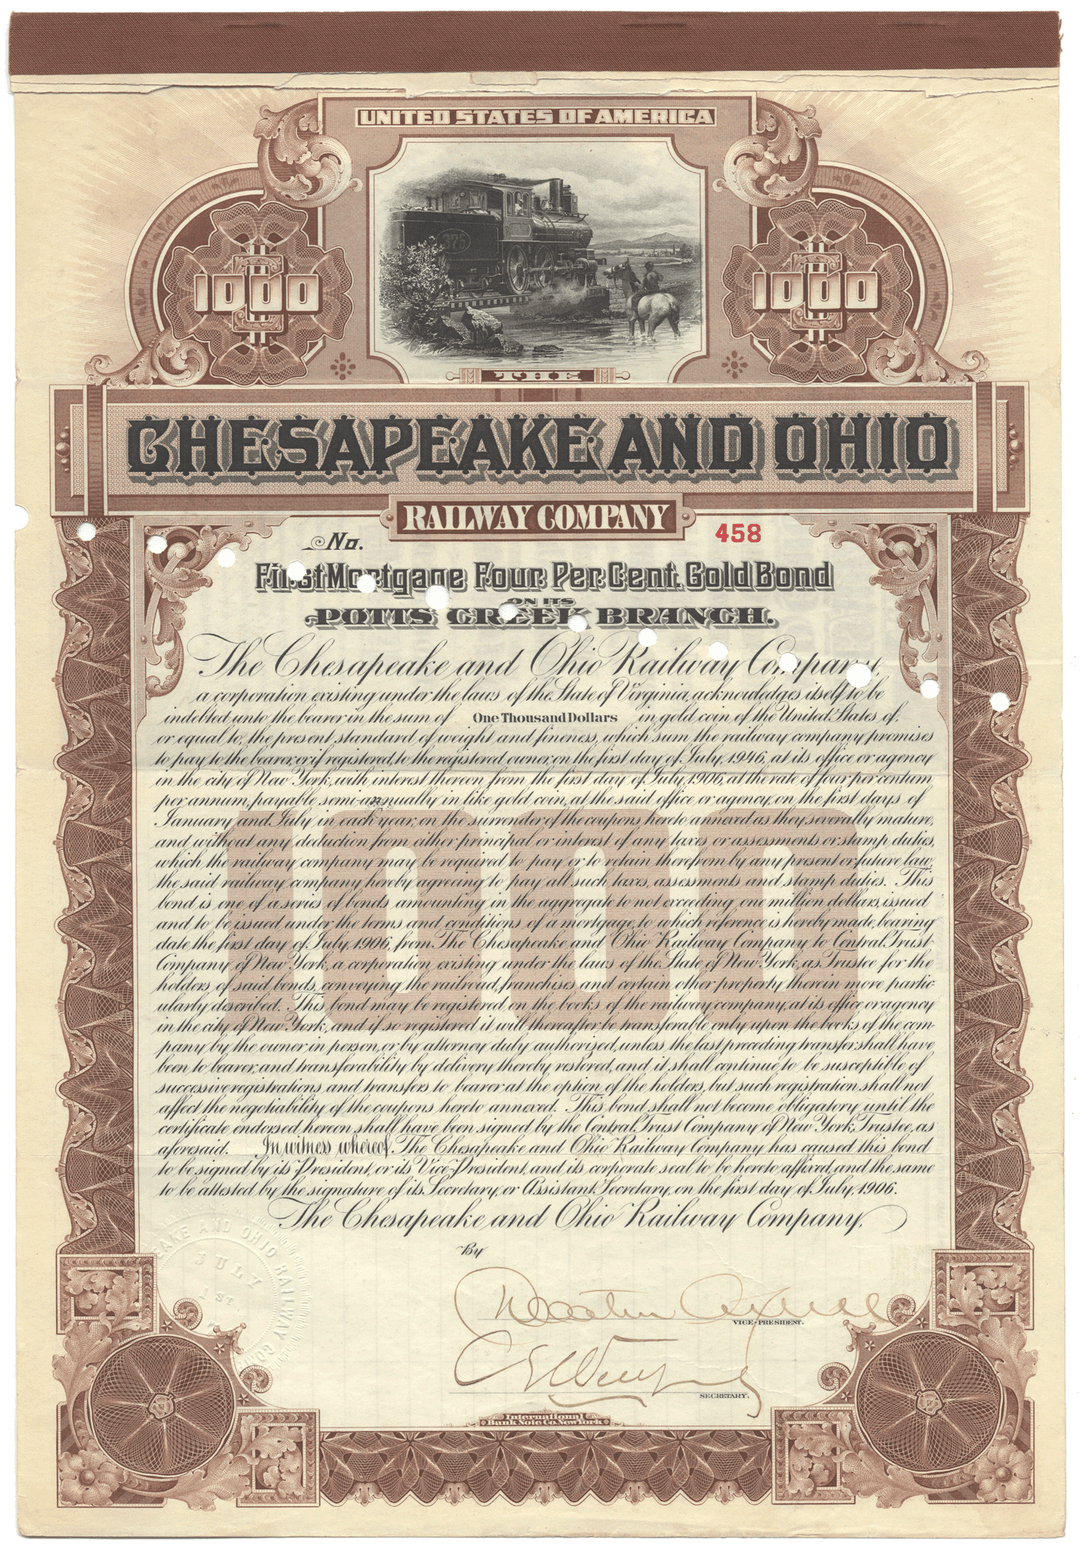 UNITED STATES OF AMERICA
375
1000
1000
THE
CHESAPEAKE AND OHIO
RAILWAY COMPANY
No. 458
First Mortgage Four Per Cent. Gold Bond
ON ITS
POTTS CREEK BRANCH.
The Chesapeake and Ohio Railway Company,
a corporation existing under the laws of the State of Virginia, acknowledges itself to be
indebted unto the bearer in the sum of One Thousand Dollars in gold coin of the United States of
or equal to, the present standard of weight and fineness, which sum the railway company promises
to pay to the bearer, or if registered, to the registered owner, on the first day of July, 1946, at its office or agency
in the city of New York, with interest thereon from the first day of July, 1906, at the rate of four per centum
per annum, payable semi-annually in like gold coin, at the said office or agency, on the first days of
January and July in each year, on the surrender of the coupons hereto annexed as they severally mature,
and without any deduction from either principal or interest of any taxes or assessments or stamp duties,
which the railway company may be required to pay or to retain therefrom by any present or future law,
the said railway company hereby agreeing to pay all such taxes, assessments and stamp duties. This
bond is one of a series of bonds amounting in the aggregate to not exceeding one million dollars, issued
and to be issued under the terms and conditions of a mortgage, to which reference is hereby made, bearing
date the first day of July, 1906, from The Chesapeake and Ohio Railway Company to Central Trust
Company of New York, a corporation existing under the laws of the State of New York, as Trustee for the
holders of said bonds, conveying the railroad, franchises and certain other property therein more partic
ularly described. This bond may be registered on the books of the railway company, at its office or agency
in the city of New York, and if so registered it will thereafter be transferable only upon the books of the com-
pany by the owner, in person, or by attorney duly authorized, unless the last preceding transfer shall have
been to bearer, and transferability by delivery thereby restored, and it shall continue to be susceptible of
successive registrations and transfers to bearer at the option of the holders, but such registration shall not
affect the negotiability of the coupons hereto annexed. This bond shall not become obligatory until the
certificate endorsed hereon shall have been signed by the Central Trust Company of New York, Trustee, as
aforesaid. In witness whereof, The Chesapeake and Ohio Railway Company has caused this bond
to be signed by its President, or its Vice-President, and its corporate seal to be hereto affixed, and the same
to be attested by the signature of its Secretary, or Assistant Secretary, on the first day of July, 1906.
1000
The Chesapeake and Ohio Railway Company,
By
VICE-PRESIDENT.
SECRETARY.
AKE AND OHIO RAILWAY CO
JULY
1ST
International
Bank Note Co. New York